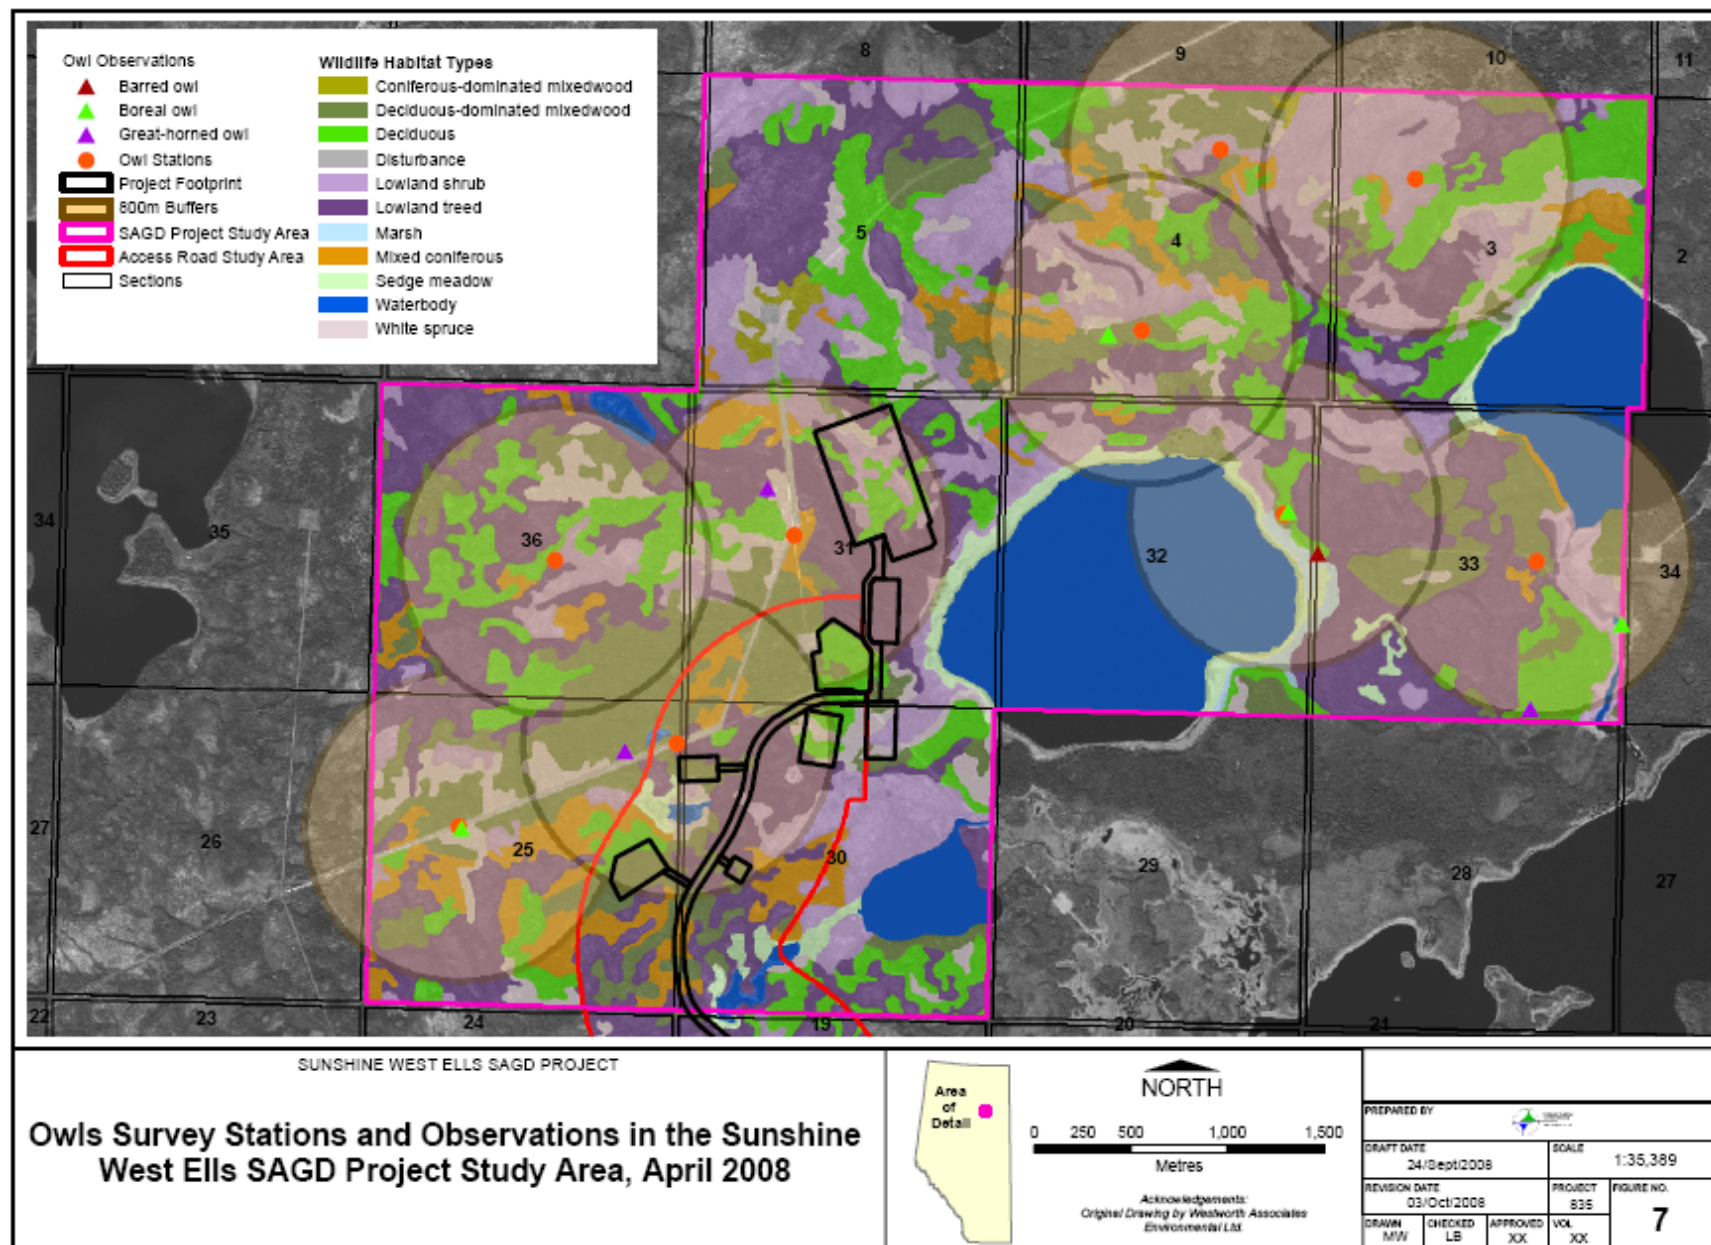 Owl Observations
Barred owl
Boreal owl
Great-horned owl
Owl Stations
Project Footprint
800m Buffers
SAGD Project Study Area
Access Road Study Area
Sections
Wildlife Habitat Types
Coniferous-dominated mixedwood
Deciduous-dominated mixedwood
Deciduous
Disturbance
Lowland shrub
Lowland treed
Marsh
Mixed coniferous
Sedge meadow
Waterbody
White spruce
8
9
10
11
5
4
3
2
34
35
36
31
32
33
34
27
26
25
30
29
28
27
22
23
24
19
20
21
SUNSHINE WEST ELLS SAGD PROJECT
Owls Survey Stations and Observations in the Sunshine
West Ells SAGD Project Study Area, April 2008
Area
of
Detail
NORTH
0 250 500 1,000 1,500
Metres
Acknowledgements:
Original Drawing by Westworth Associates
Environmental Ltd.
PREPARED BY
DRAFT DATE
24/Sept/2008
SCALE
1:35,389
REVISION DATE
03/Oct/2008
PROJECT
835
FIGURE NO.
7
DRAWN
MW
CHECKED
LB
APPROVED
XX
VOL
XX